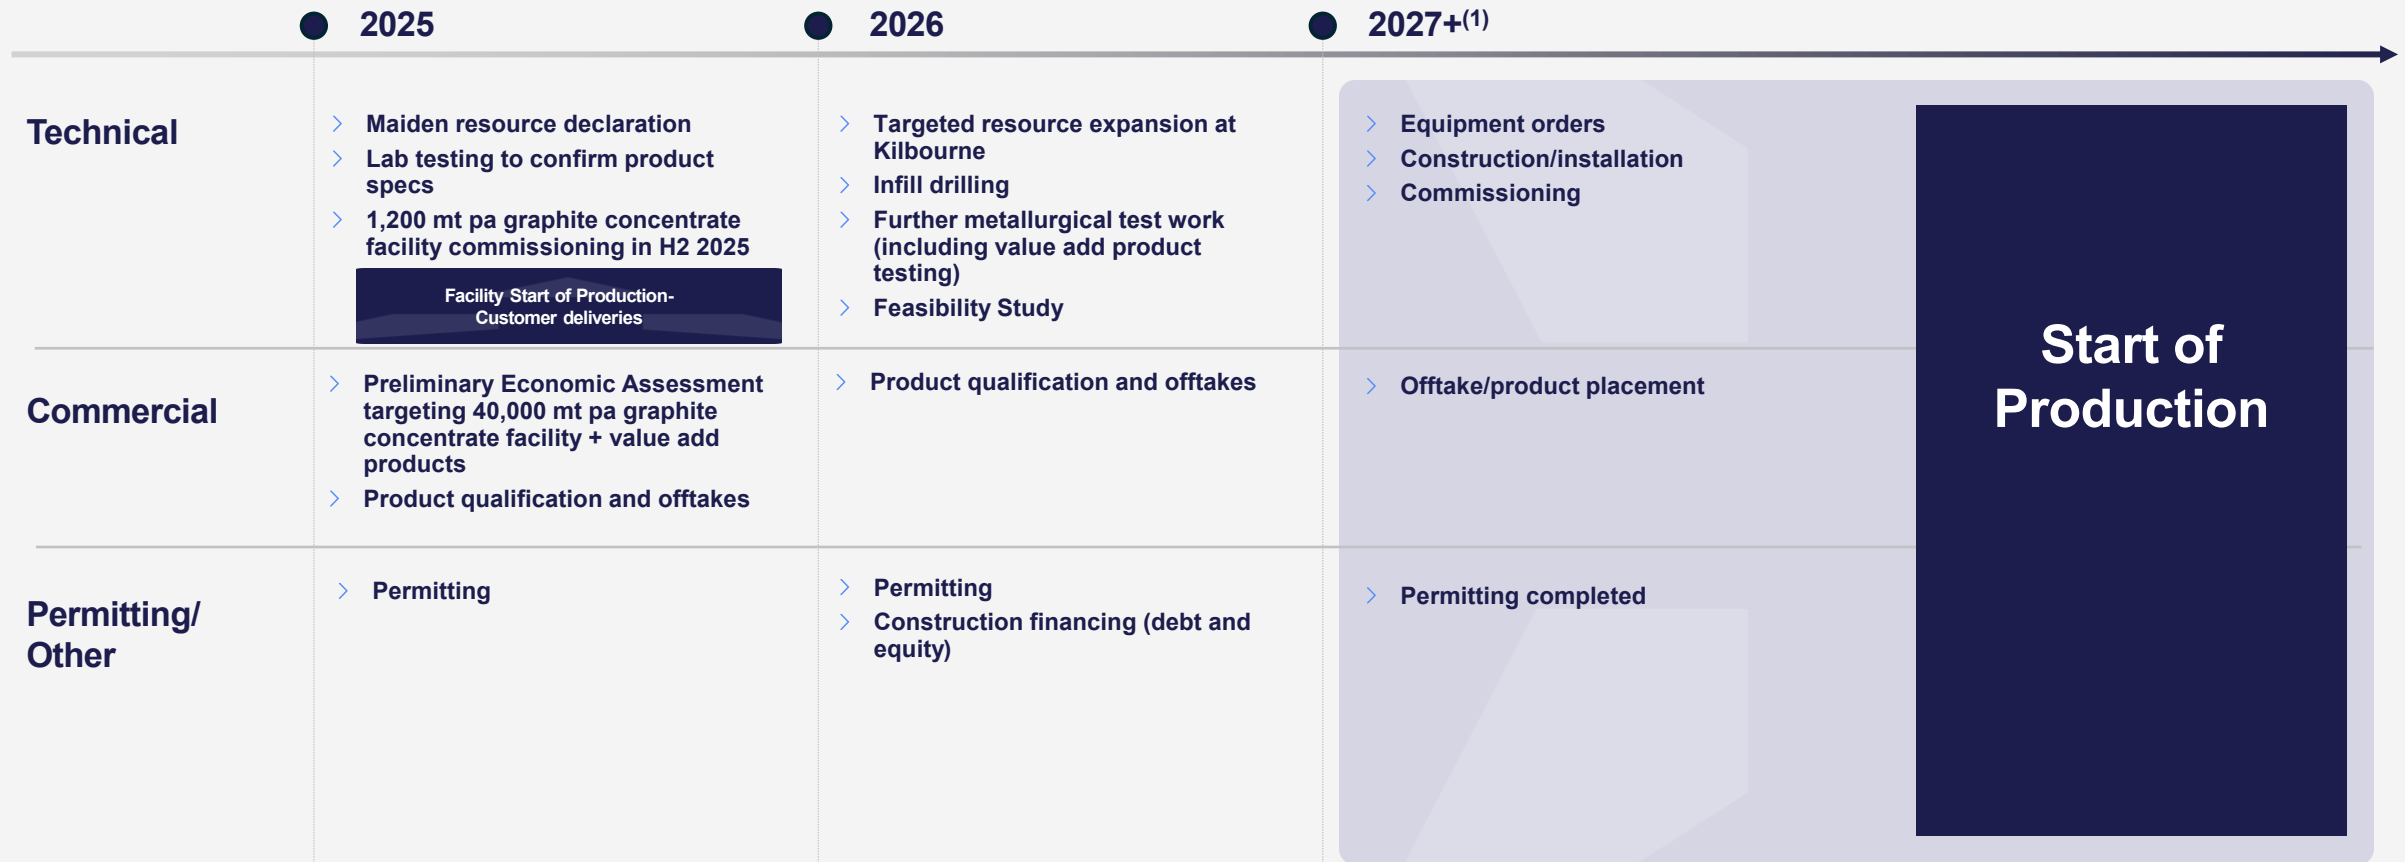 2025
2026
2027+(1)
Technical
Maiden resource declaration
Lab testing to confirm product
specs
1,200 mt pa graphite concentrate
facility commissioning in H2 2025
Facility Start of Production-
Customer deliveries
Targeted resource expansion at
Kilbourne
Infill drilling
Further metallurgical test work
(including value add product
testing)
Feasibility Study
Equipment orders
Construction/installation
Commissioning
Start of
Production
Commercial
Preliminary Economic Assessment
targeting 40,000 mt pa graphite
concentrate facility + value add
products
Product qualification and offtakes
Product qualification and offtakes
Offtake/product placement
Permitting/
Other
Permitting
Permitting
Construction financing (debt and
equity)
Permitting completed